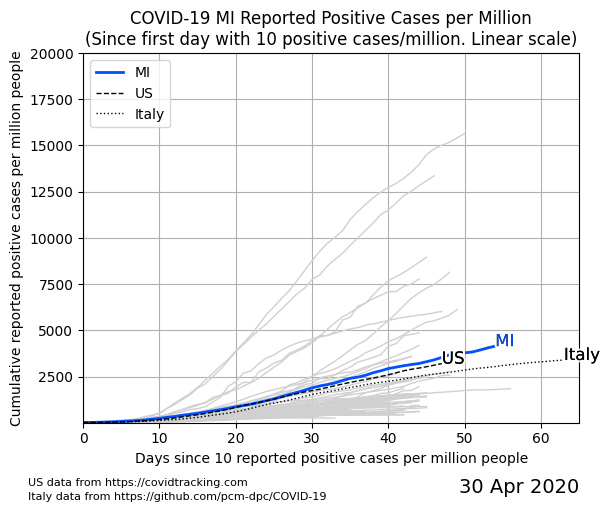 COVID-19 MI Reported Positive Cases per Million
(Since first day with 10 positive cases/million. Linear scale)
Cumulative reported positive cases per million people
20000
17500
15000
12500
10000
7500
5000
2500
MI
US
Italy
MI
US
Italy
0 10 20 30 40 50 60
Days since 10 reported positive cases per million people
US data from https://covidtracking.com
Italy data from https://github.com/pcm-dpc/COVID-19
30 Apr 2020